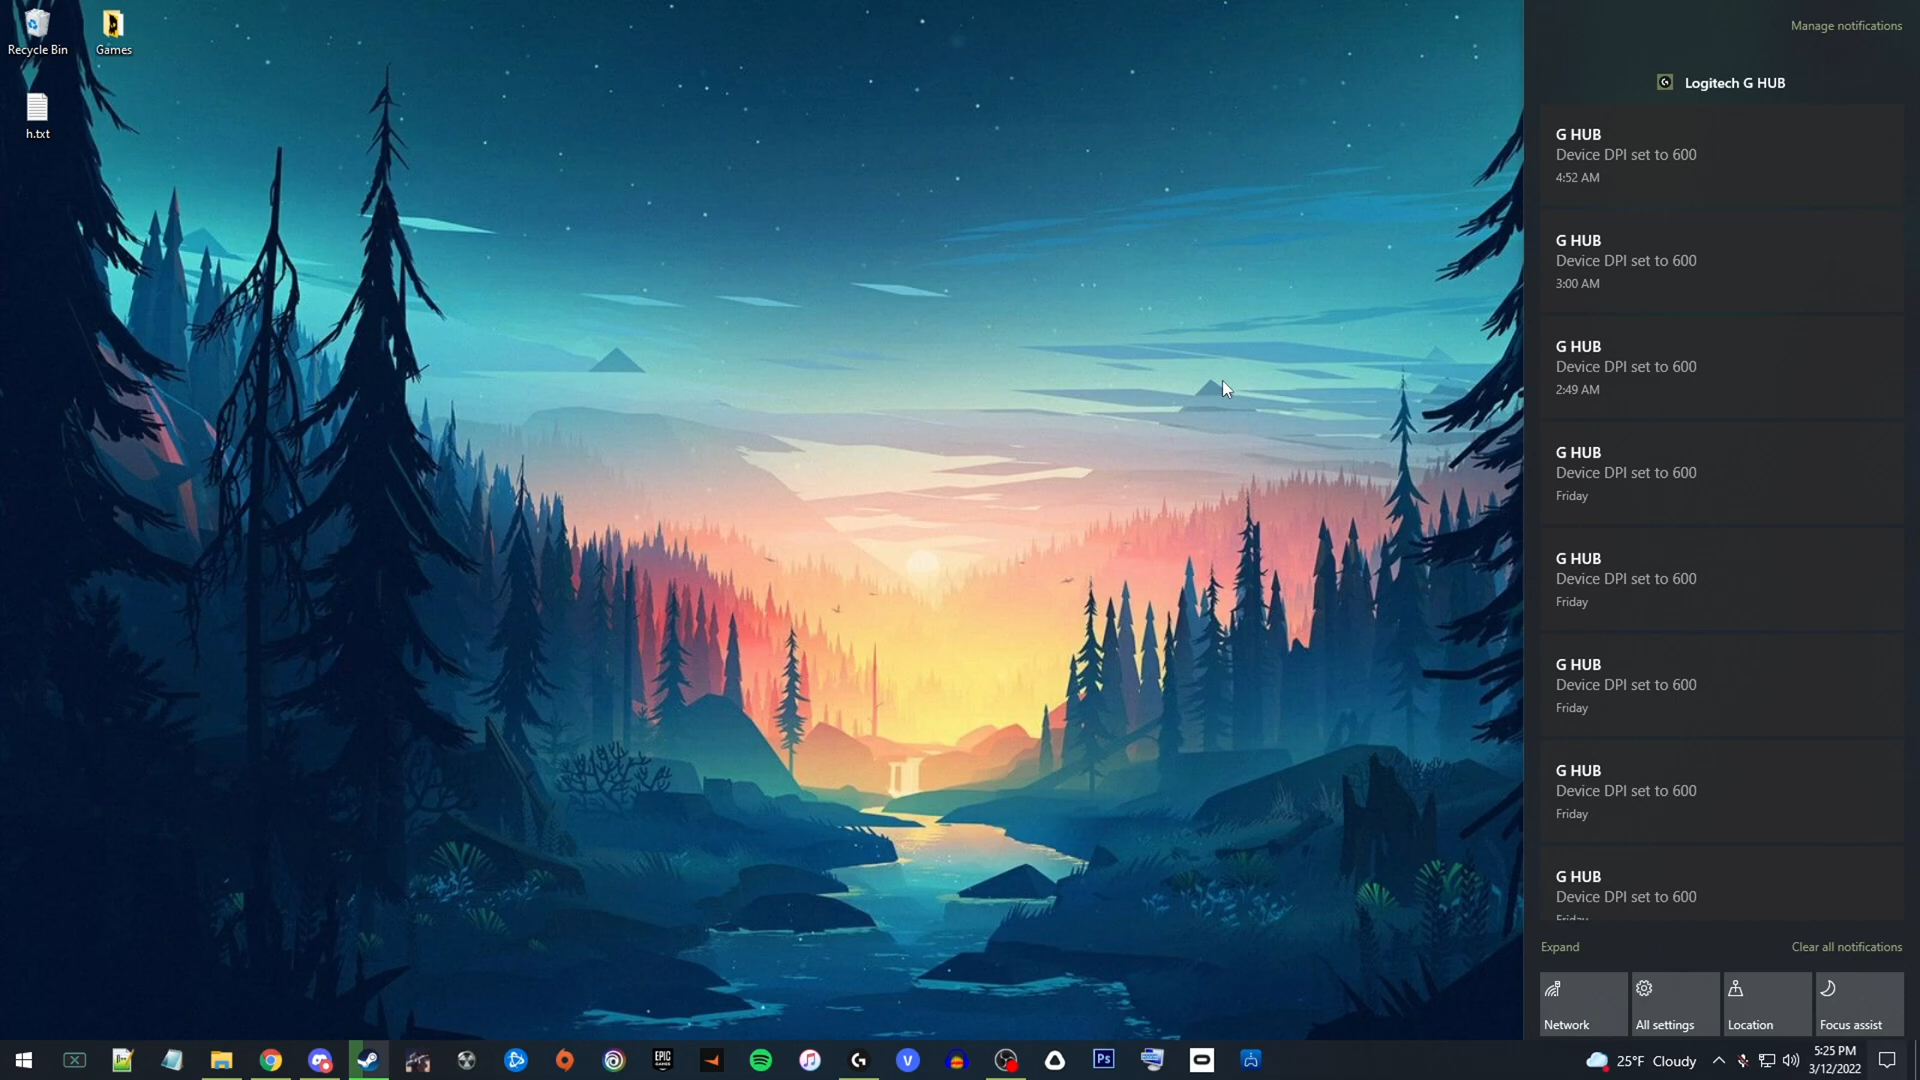 Recycle Bin
Games
h.txt
Manage notifications
Logitech G HUB
G HUB
Device DPI set to 600
4:52 AM
G HUB
Device DPI set to 600
3:00 AM
G HUB
Device DPI set to 600
2:49 AM
G HUB
Device DPI set to 600
Friday
G HUB
Device DPI set to 600
Friday
G HUB
Device DPI set to 600
Friday
G HUB
Device DPI set to 600
Friday
G HUB
Device DPI set to 600
Friday
Expand
Clear all notifications
Network
All settings
Location
Focus assist
EPIC
GAMES
V
Ps
25°F Cloudy
5:25 PM
3/12/2022